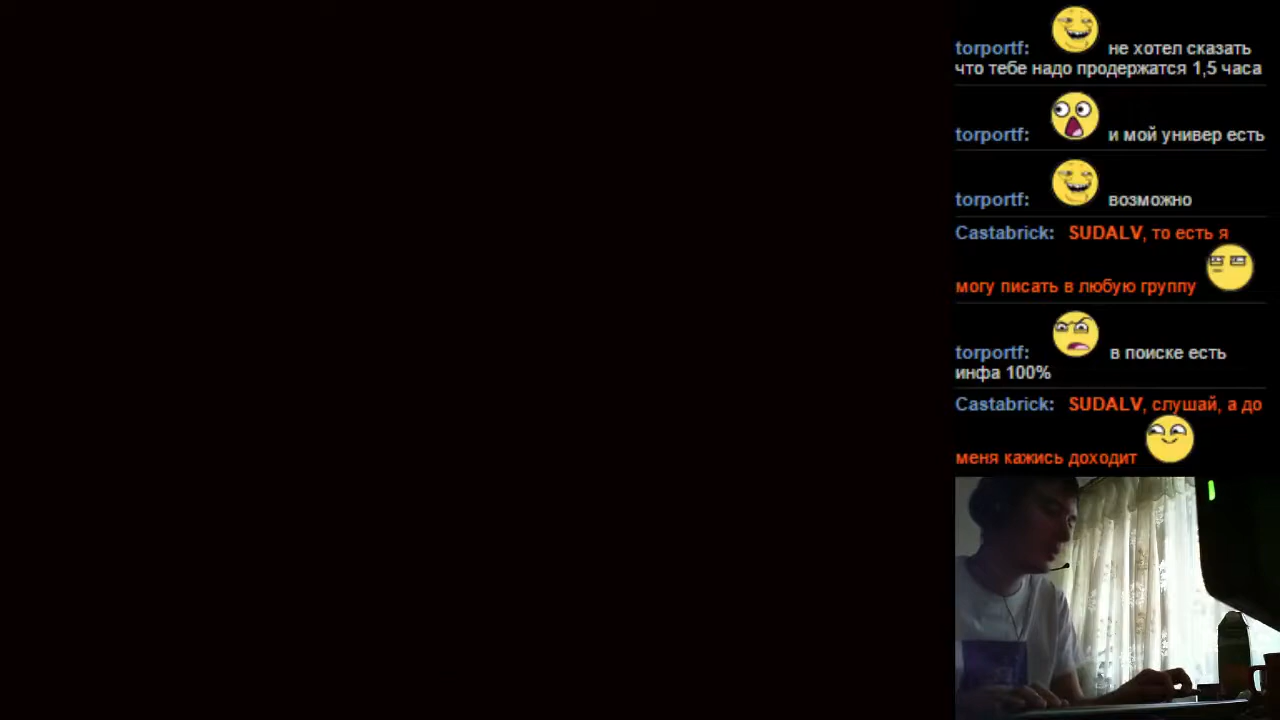 torportf: не хотел сказать
что тебе надо продержатся 1,5 часа
torportf: и мой универ есть
torportf: возможно
Castabrick: SUDALV, то есть я
могу писать в любую группу
torportf: в поиске есть
инфа 100%
Castabrick: SUDALV, слушай, а до
меня кажись доходит